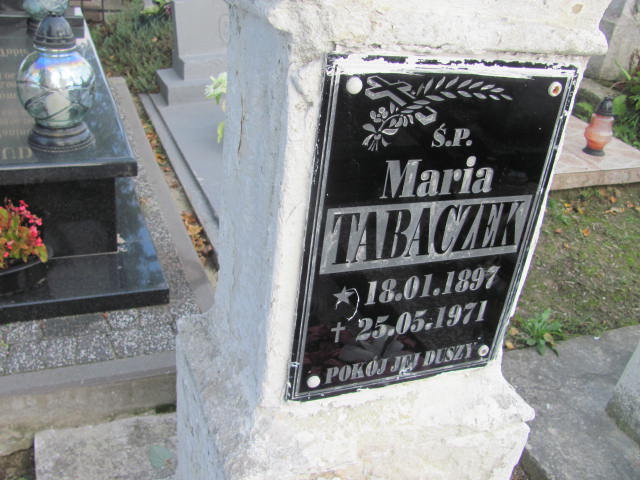 Ś.P.
Maria
TABACZEK
18.01.1897
25.05.1971
POKÓJ JEJ DUSZY